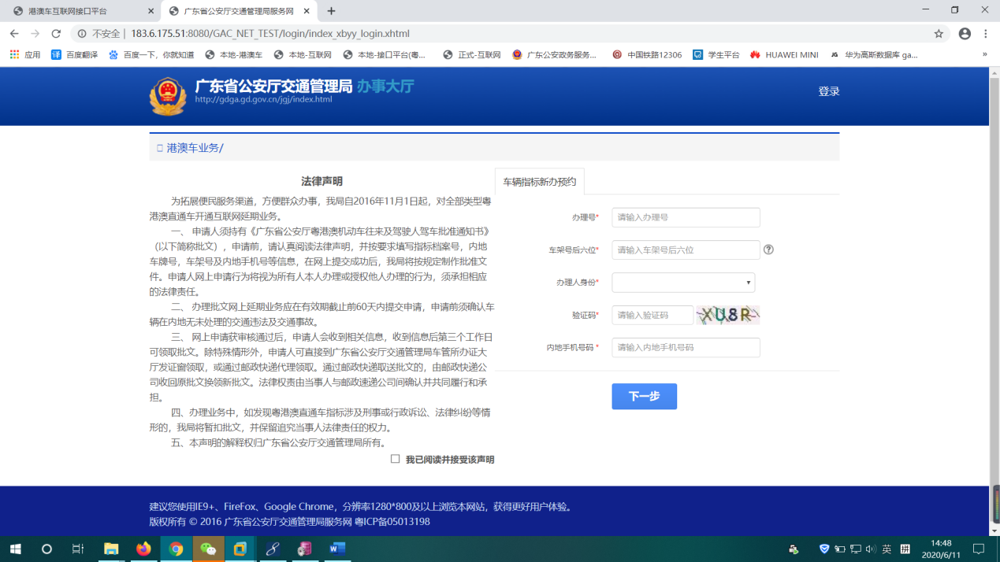 港澳车互联网接口平台
广东省公安厅交通管理局服务网
不安全 | 183.6.175.51:8080/GAC_NET_TEST/login/index_xbyy_login.xhtml
应用 百度翻译 百度一下，你就知道 本地-港澳车 本地-互联网 本地-接口平台(粤... 正式-互联网 广东公安政务服务... 中国铁路12306 学生平台 HUAWEI MINI 华为高斯数据库 ga... »
广东省公安厅交通管理局 办事大厅
http://gdga.gd.gov.cn/jgj/index.html
登录
港澳车业务/
法律声明
为拓展便民服务渠道，方便群众办事，我局自2016年11月1日起，对全部类型粤
港澳直通车开通互联网延期业务。
一、 申请人须持有《广东省公安厅粤港澳机动车往来及驾驶人驾车批准通知书》
（以下简称批文），申请前，请认真阅读法律声明，并按要求填写指标档案号，内地
车牌号，车架号及内地手机号等信息，在网上提交成功后，我局将按规定制作批准文
件。申请人网上申请行为将视为所有人本人办理或授权他人办理的行为，须承担相应
的法律责任。
二、 办理批文网上延期业务应在有效期截止前60天内提交申请，申请前须确认车
辆在内地无未处理的交通违法及交通事故。
三、 网上申请获审核通过后，申请人会收到相关信息，收到信息后第三个工作日
可领取批文。除特殊情形外，申请人可直接到广东省公安厅交通管理局车管所办证大
厅发证窗领取，或通过邮政快递代理领取。通过邮政快递取送批文的，由邮政快递公
司收回原批文换领新批文。法律权责由当事人与邮政速递公司间确认并共同履行和承
担。
四、办理业务中，如发现粤港澳直通车指标涉及刑事或行政诉讼、法律纠纷等情
形的，我局将暂扣批文，并保留追究当事人法律责任的权力。
五、本声明的解释权归广东省公安厅交通管理局所有。
我已阅读并接受该声明
车辆指标新办预约
办理号* 请输入办理号
车架号后六位* 请输入车架号后六位
办理人身份*
验证码* 请输入验证码 XU8R
内地手机号码 * 请输入内地手机号码
下一步
建议您使用IE9+、FireFox、Google Chrome，分辨率1280*800及以上浏览本网站，获得更好用户体验。
版权所有 © 2016 广东省公安厅交通管理局服务网 粤ICP备05013198
英 拼
14:48
2020/6/11